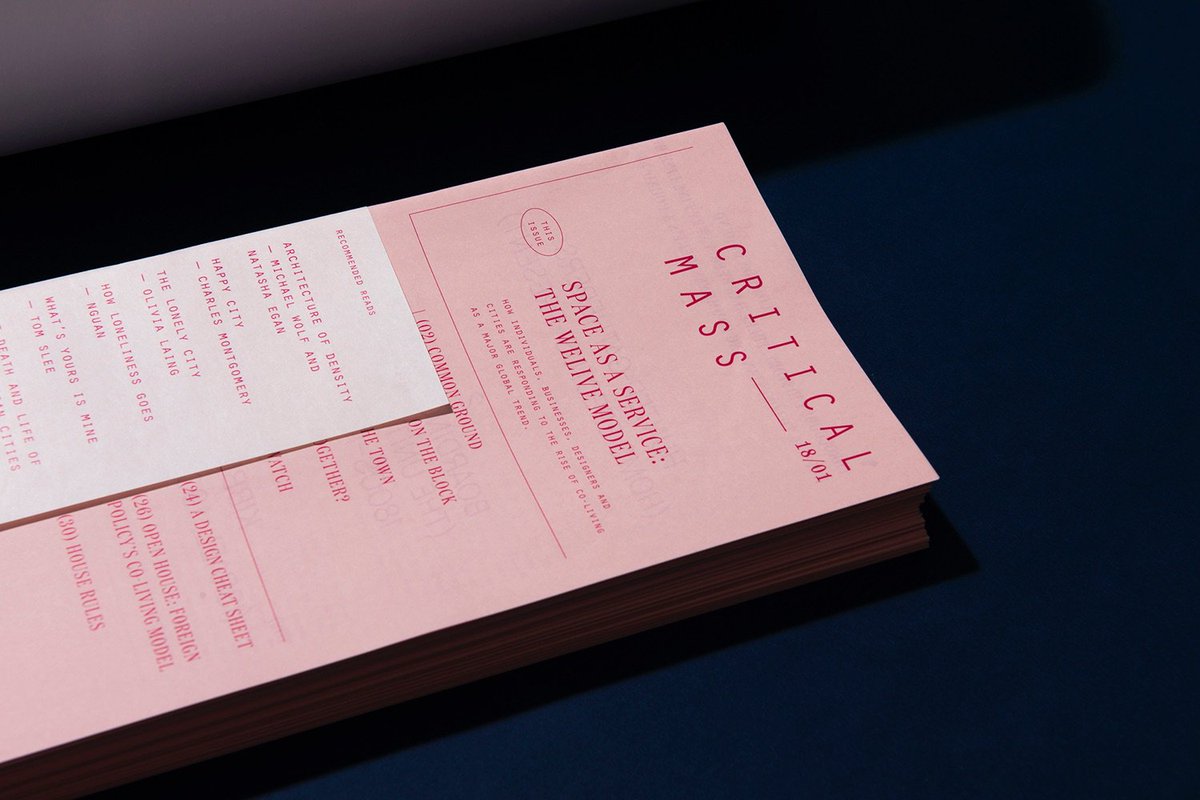 CRITICAL
MASS — 18/01
THIS
ISSUE
SPACE AS A SERVICE:
THE WELIVE MODEL
HOW INDIVIDUALS, BUSINESSES, DESIGNERS AND
CITIES ARE RESPONDING TO THE RISE OF CO-LIVING
AS A MAJOR GLOBAL TREND.
(02) COMMON GROUND
ON THE BLOCK
TOWN
(24) A DESIGN CHEAT SHEET
(26) OPEN HOUSE: FOREIGN
POLICY'S CO LIVING MODEL
(30) HOUSE RULES
RECOMMENDED READS
ARCHITECTURE OF DENSITY
— MICHAEL WOLF AND
NATASHA EGAN
HAPPY CITY
— CHARLES MONTGOMERY
THE LONELY CITY
— OLIVIA LAING
HOW LONELINESS GOES
— NGUAN
WHAT'S YOURS IS MINE
— TOM SLEE
DEATH AND LIFE OF
CITIES